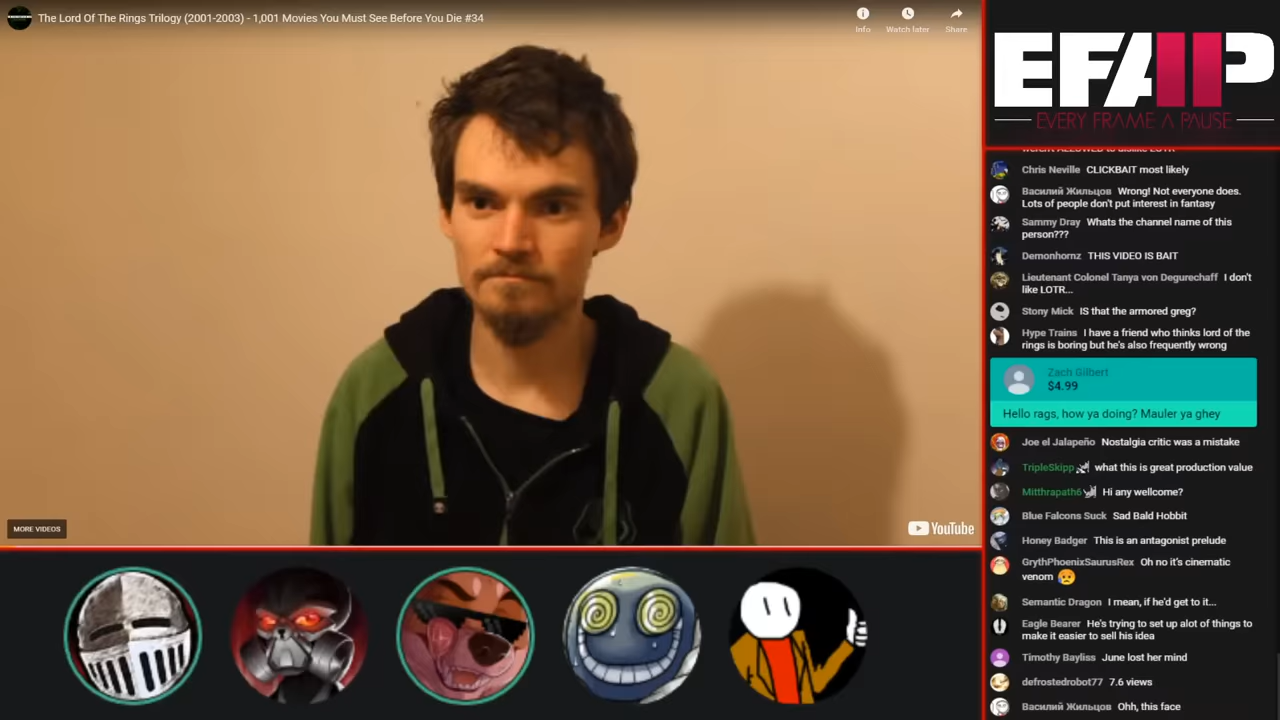 The Lord Of The Rings Trilogy (2001-2003) - 1,001 Movies You Must See Before You Die #34
Info
Watch later
Share
MORE VIDEOS
YouTube
EFAP
EVERY FRAME A PAUSE
Chris Neville CLICKBAIT most likely
Василий Жильцов Wrong! Not everyone does.
Lots of people don't put interest in fantasy
Sammy Dray Whats the channel name of this
person???
Demonhornz THIS VIDEO IS BAIT
Lieutenant Colonel Tanya von Degurechaff I don't
like LOTR...
Stony Mick IS that the armored greg?
Hype Trains I have a friend who thinks lord of the
rings is boring but he's also frequently wrong
Zach Gilbert
$4.99
Hello rags, how ya doing? Mauler ya ghey
Joe el Jalapeño Nostalgia critic was a mistake
TripleSkipp what this is great production value
Mitthrapath6 Hi any wellcome?
Blue Falcons Suck Sad Bald Hobbit
Honey Badger This is an antagonist prelude
GrythPhoenixSaurusRex Oh no it's cinematic
venom
Semantic Dragon I mean, if he'd get to it...
Eagle Bearer He's trying to set up alot of things to
make it easier to sell his idea
Timothy Bayliss June lost her mind
defrostedrobot77 7.6 views
Василий Жильцов Ohh, this face